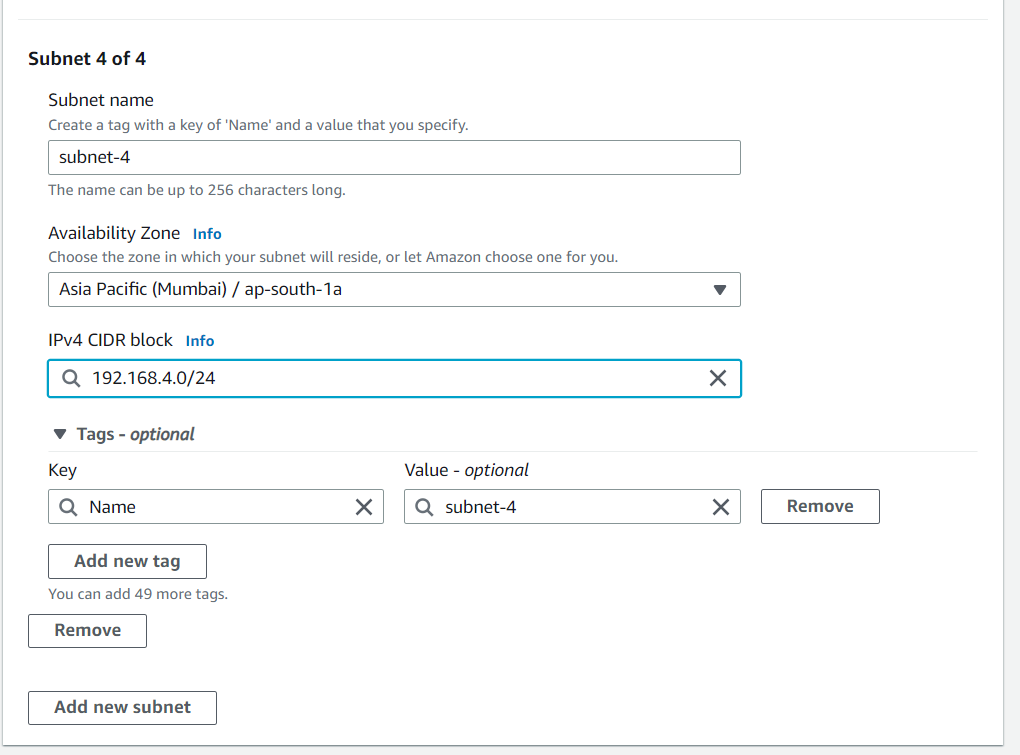 Subnet 4 of 4
Subnet name
Create a tag with a key of 'Name' and a value that you specify.
subnet-4
The name can be up to 256 characters long.
Availability Zone Info
Choose the zone in which your subnet will reside, or let Amazon choose one for you.
Asia Pacific (Mumbai) / ap-south-1a
IPv4 CIDR block Info
192.168.4.0/24
Tags - optional
Key Value - optional
Name subnet-4 Remove
Add new tag
You can add 49 more tags.
Remove
Add new subnet